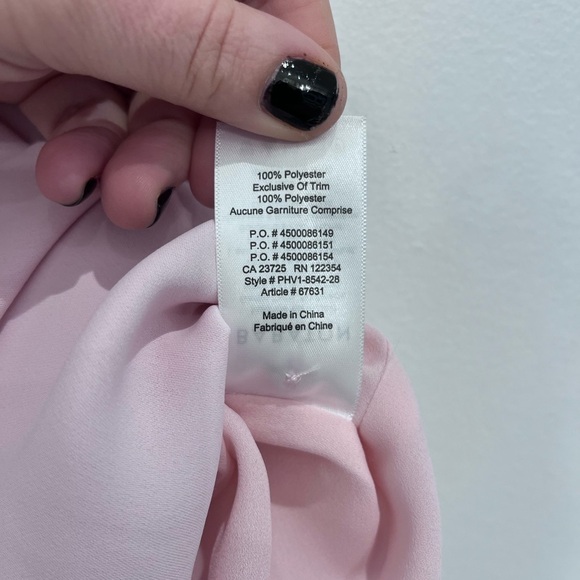 100% Polyester
Exclusive Of Trim
100% Polyester
Aucune Garniture Comprise
P.O. # 4500086149
P.O. # 4500086151
P.O. # 4500086154
CA 23725 RN 122354
Style # PHV1-8542-28
Article # 67631
Made in China
Fabriqué en Chine
BABATON